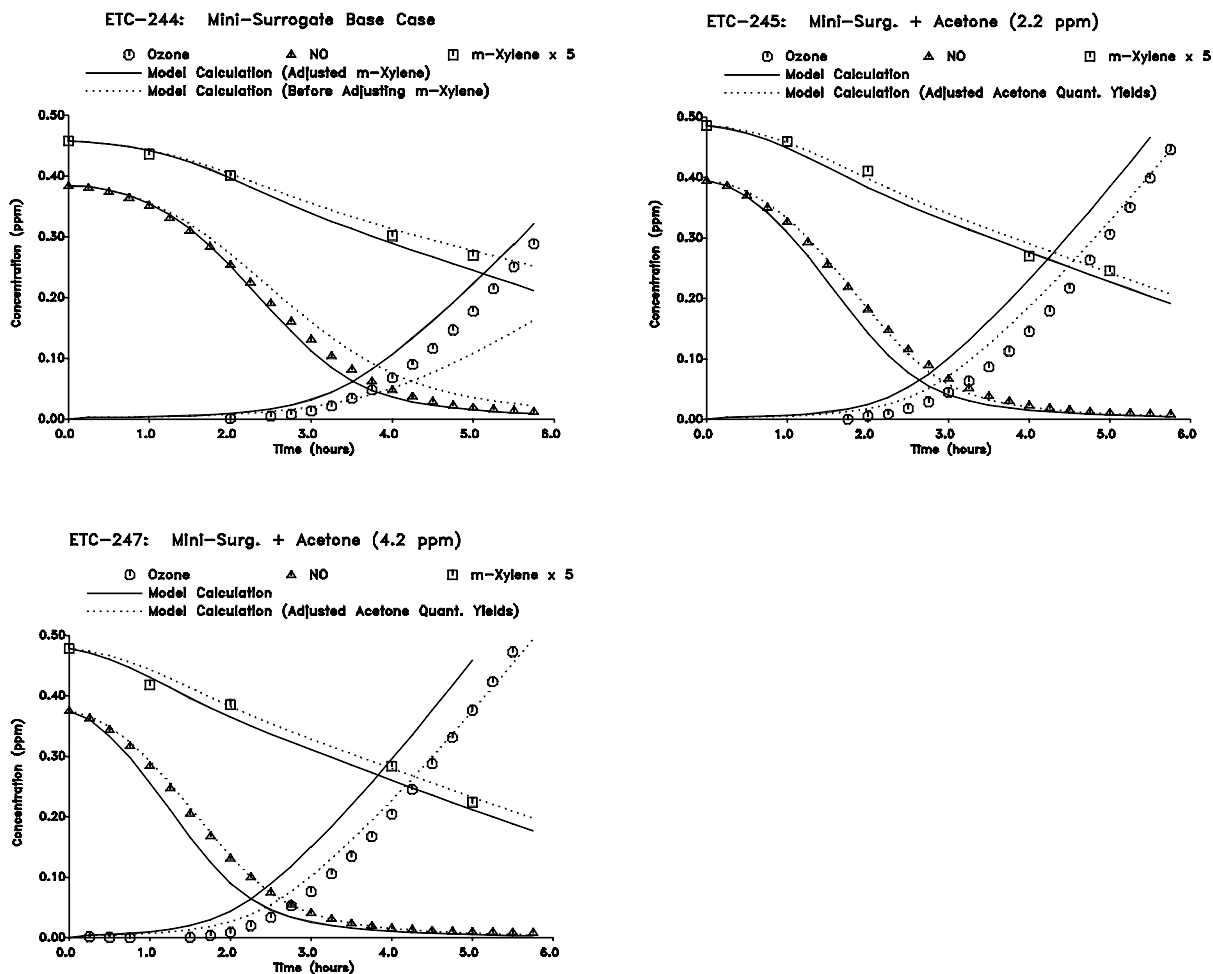 ETC-244: Mini-Surrogate Base Case
Ozone NO m-Xylene x 5
Model Calculation (Adjusted m-Xylene)
Model Calculation (Before Adjusting m-Xylene)
Concentration (ppm)
0.50
0.40
0.30
0.20
0.10
0.00
0.0 1.0 2.0 3.0 4.0 5.0 6.0
Time (hours)
ETC-245: Mini-Surg. + Acetone (2.2 ppm)
Ozone NO m-Xylene x 5
Model Calculation
Model Calculation (Adjusted Acetone Quant. Yields)
Concentration (ppm)
0.50
0.40
0.30
0.20
0.10
0.00
0.0 1.0 2.0 3.0 4.0 5.0 6.0
Time (hours)
ETC-247: Mini-Surg. + Acetone (4.2 ppm)
Ozone NO m-Xylene x 5
Model Calculation
Model Calculation (Adjusted Acetone Quant. Yields)
Concentration (ppm)
0.50
0.40
0.30
0.20
0.10
0.00
0.0 1.0 2.0 3.0 4.0 5.0 6.0
Time (hours)